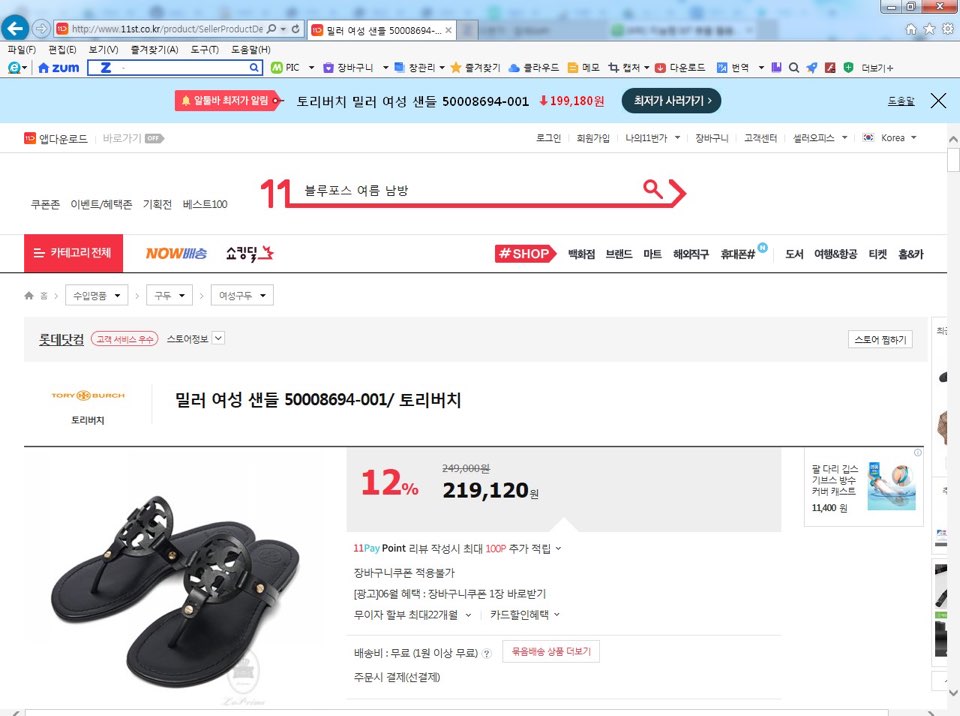 http://www.11st.co.kr/product/SellerProductDe
밀러 여성 샌들 50008694-...
파일(F) 편집(E) 보기(V) 즐겨찾기(A) 도구(T) 도움말(H)
zum Z PIC 장바구니 창관리 즐겨찾기 클라우드 메모 캡처 다운로드 번역 더보기+
알툴바 최저가 알림 토리버치 밀러 여성 샌들 50008694-001 199,180원 최저가 사러가기 > 도움말
앱다운로드 바로가기 OFF 로그인 회원가입 나의11번가 장바구니 고객센터 셀러오피스 Korea
11 블루포스 여름 남방
쿠폰존 이벤트/혜택존 기획전 베스트100
카테고리 전체 NOW배송 쇼킹딜 #SHOP 백화점 브랜드 마트 해외직구 휴대폰# N 도서 여행&항공 티켓 홈&카
홈 수입명품 구두 여성구두
롯데닷컴 고객 서비스 우수 스토어정보 스토어 찜하기
최근
TORY BURCH
토리버치
밀러 여성 샌들 50008694-001/ 토리버치
12% 249,000원
219,120원
팔 다리 깁스
기브스 방수
커버 캐스트
11,400 원
11Pay Point 리뷰 작성시 최대 100P 추가 적립
장바구니쿠폰 적용불가
[광고]06월 혜택 : 장바구니쿠폰 1장 바로받기
무이자 할부 최대22개월 카드할인혜택
배송비 : 무료 (1원 이상 무료) ? 묶음배송 상품 더보기
주문시 결제(선결제)
LaPrima